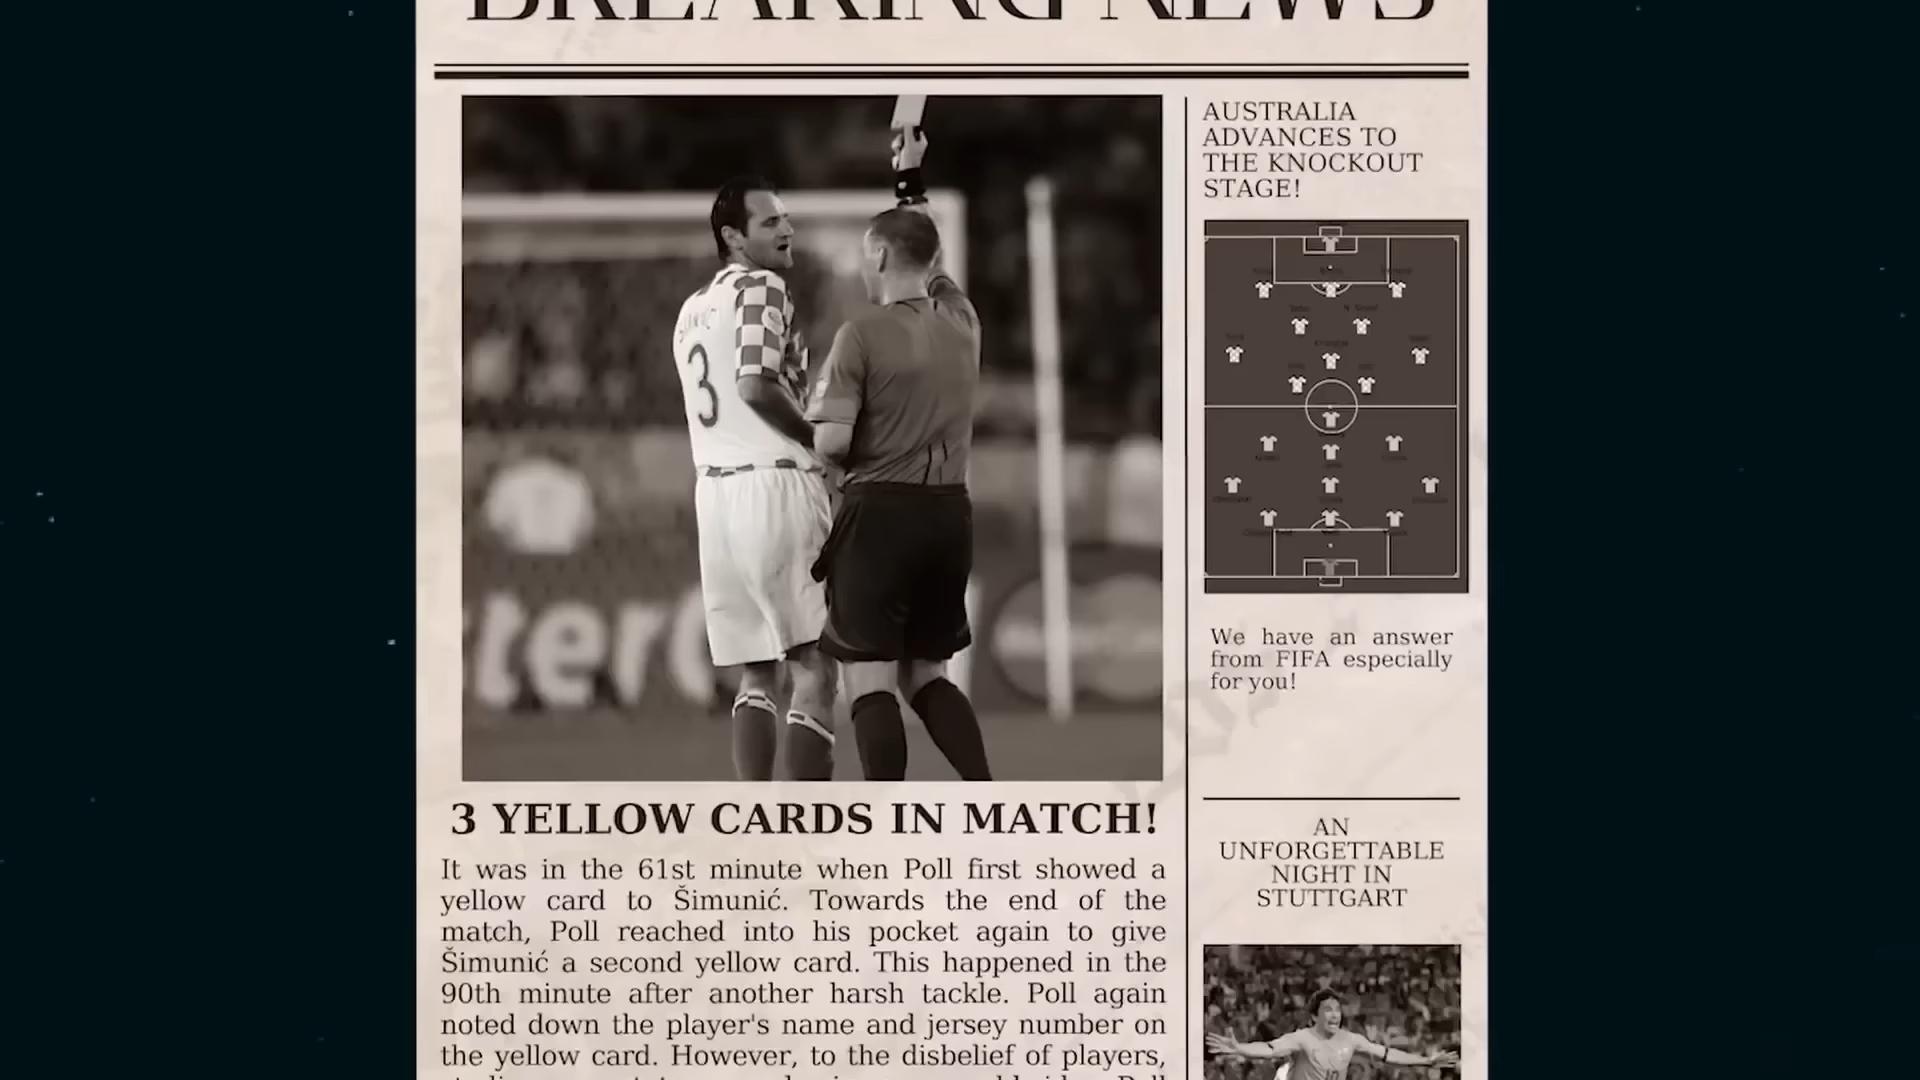 BREAKING NEWS
3
3 YELLOW CARDS IN MATCH!
It was in the 61st minute when Poll first showed a
yellow card to Šimunić. Towards the end of the
match, Poll reached into his pocket again to give
Šimunić a second yellow card. This happened in the
90th minute after another harsh tackle. Poll again
noted down the player's name and jersey number on
the yellow card. However, to the disbelief of players,
AUSTRALIA
ADVANCES TO
THE KNOCKOUT
STAGE!
We have an answer
from FIFA especially
for you!
AN
UNFORGETTABLE
NIGHT IN
STUTTGART